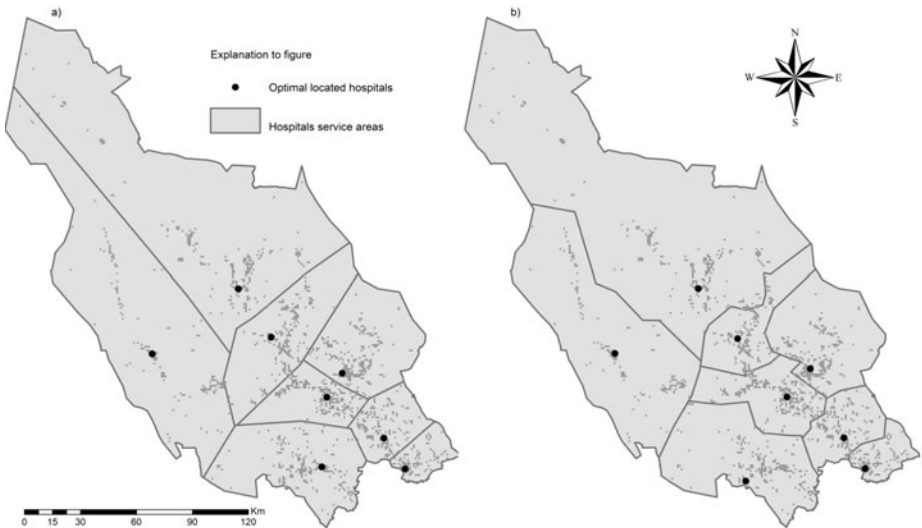 a)
b)
Explanation to figure
Optimal located hospitals
Hospitals service areas
N
W E
S
Km
0 15 30 60 90 120